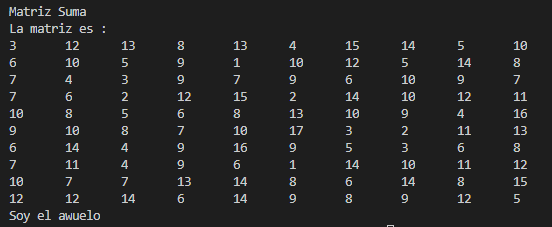 Matriz Suma
La matriz es :
3 12 13 8 13 4 15 14 5 10
6 10 5 9 1 10 12 5 14 8
7 4 3 9 7 9 6 10 9 7
7 6 2 12 15 2 14 10 12 11
10 8 5 6 8 13 10 9 4 16
9 10 8 7 10 17 3 2 11 13
6 14 4 9 16 9 5 3 6 8
7 11 4 9 6 1 14 10 11 12
10 7 7 13 14 8 6 14 8 15
12 12 14 6 14 9 8 9 12 5
Soy el awuelo